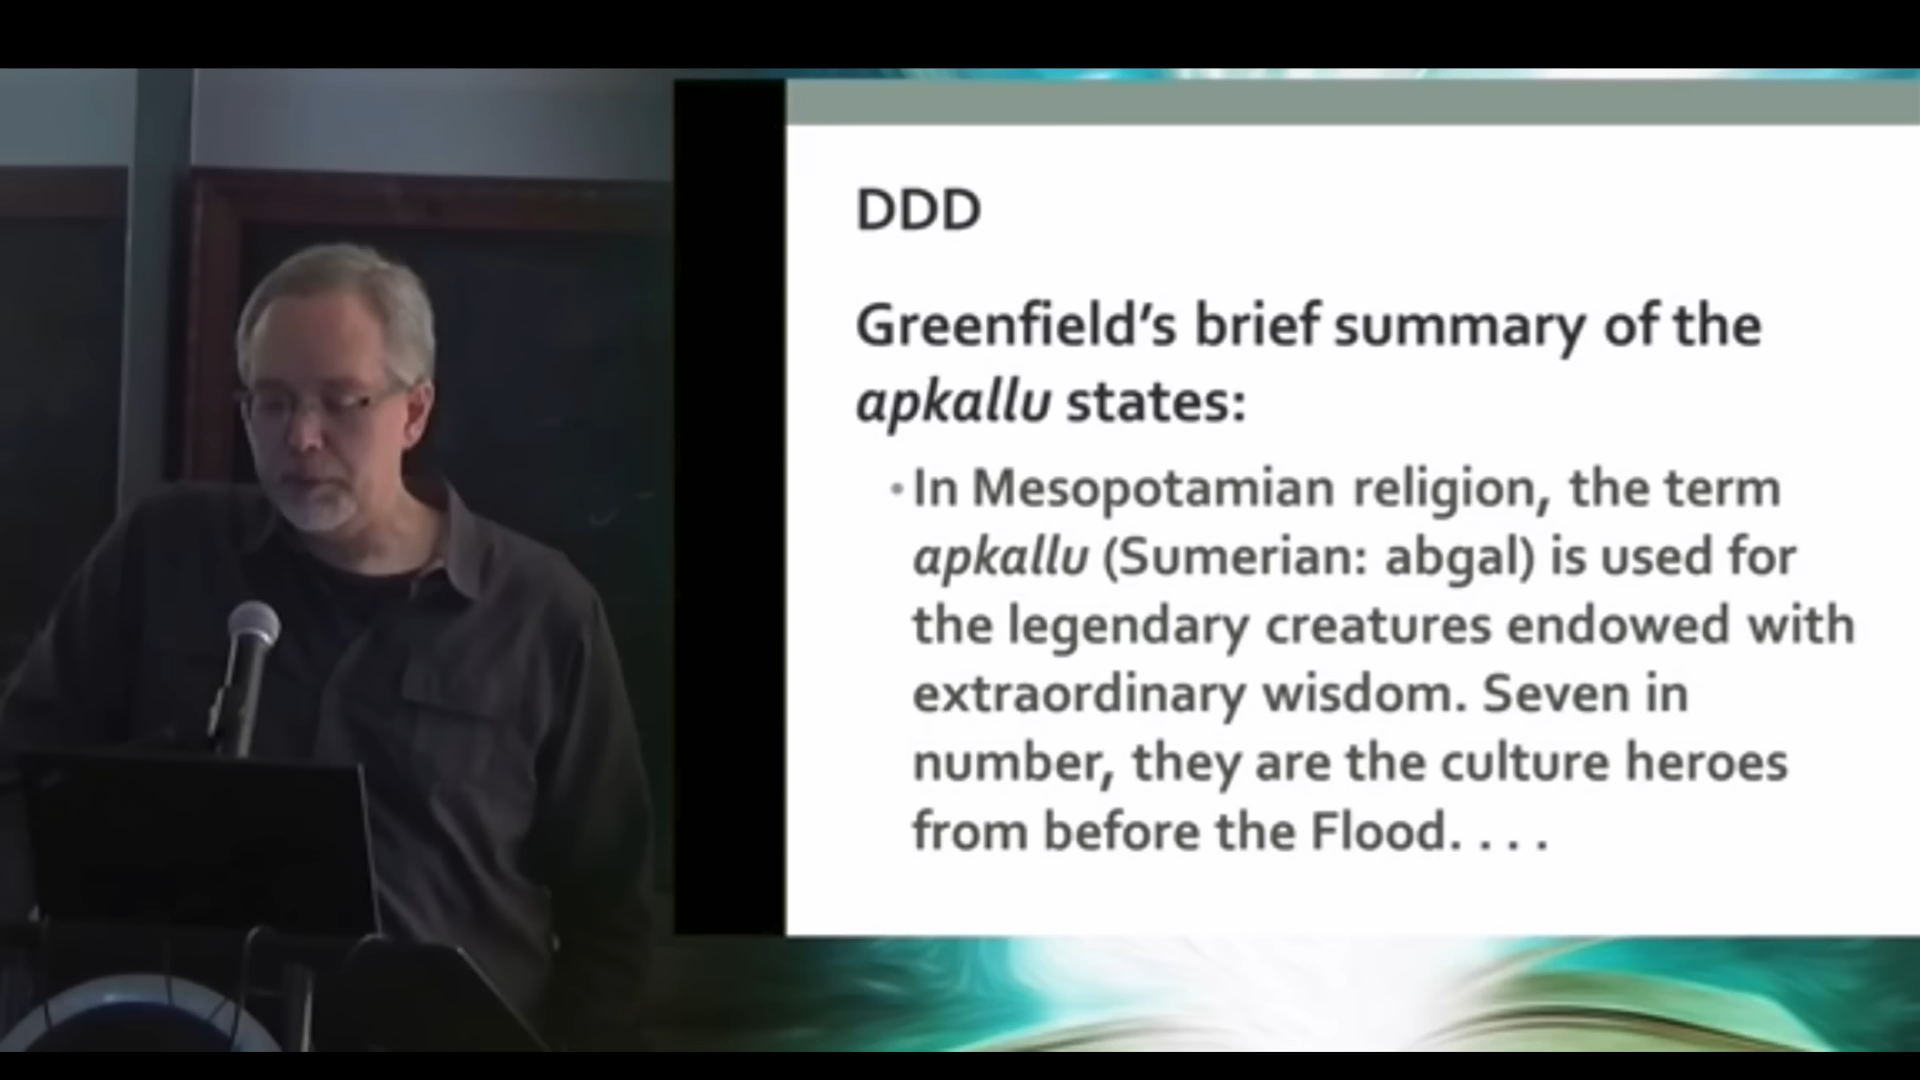 DDD
Greenfield's brief summary of the
apkallu states:
• In Mesopotamian religion, the term
apkallu (Sumerian: abgal) is used for
the legendary creatures endowed with
extraordinary wisdom. Seven in
number, they are the culture heroes
from before the Flood. . . .